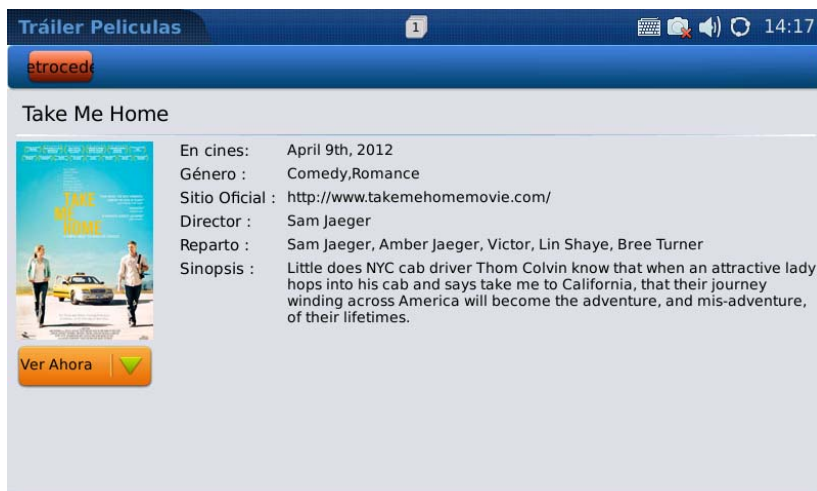 Tráiler Peliculas
1
14:17
etrocede
Take Me Home
TAKE
ME
HOME
En cines: April 9th, 2012
Género : Comedy,Romance
Sitio Oficial : http://www.takemehomemovie.com/
Director : Sam Jaeger
Reparto : Sam Jaeger, Amber Jaeger, Victor, Lin Shaye, Bree Turner
Sinopsis : Little does NYC cab driver Thom Colvin know that when an attractive lady
hops into his cab and says take me to California, that their journey
winding across America will become the adventure, and mis-adventure,
of their lifetimes.
Ver Ahora